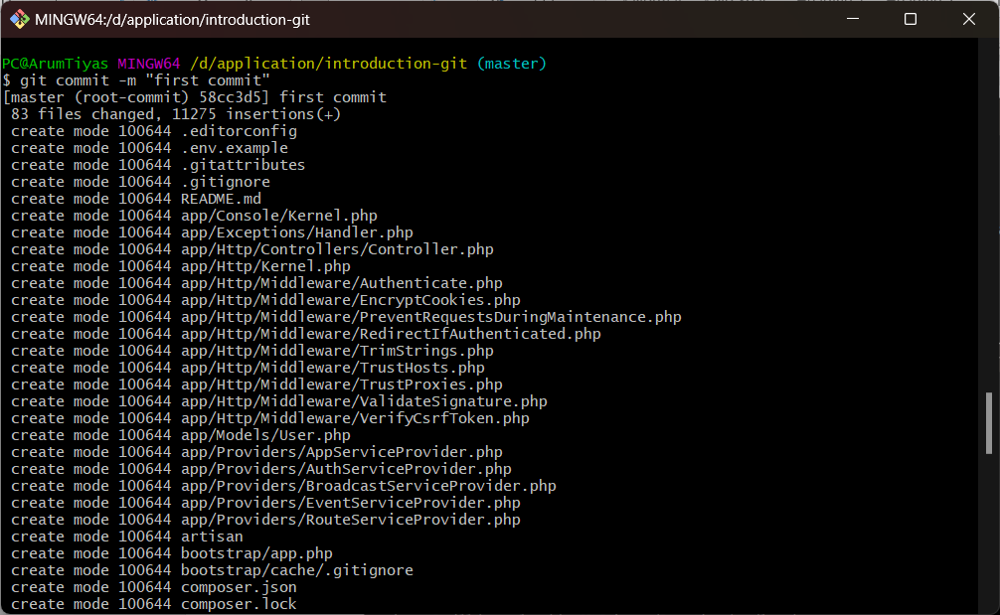 MINGW64:/d/application/introduction-git
PC@ArumTiyas MINGW64 /d/application/introduction-git (master)
$ git commit -m "first commit"
[master (root-commit) 58cc3d5] first commit
 83 files changed, 11275 insertions(+)
 create mode 100644 .editorconfig
 create mode 100644 .env.example
 create mode 100644 .gitattributes
 create mode 100644 .gitignore
 create mode 100644 README.md
 create mode 100644 app/Console/Kernel.php
 create mode 100644 app/Exceptions/Handler.php
 create mode 100644 app/Http/Controllers/Controller.php
 create mode 100644 app/Http/Kernel.php
 create mode 100644 app/Http/Middleware/Authenticate.php
 create mode 100644 app/Http/Middleware/EncryptCookies.php
 create mode 100644 app/Http/Middleware/PreventRequestsDuringMaintenance.php
 create mode 100644 app/Http/Middleware/RedirectIfAuthenticated.php
 create mode 100644 app/Http/Middleware/TrimStrings.php
 create mode 100644 app/Http/Middleware/TrustHosts.php
 create mode 100644 app/Http/Middleware/TrustProxies.php
 create mode 100644 app/Http/Middleware/ValidateSignature.php
 create mode 100644 app/Http/Middleware/VerifyCsrfToken.php
 create mode 100644 app/Models/User.php
 create mode 100644 app/Providers/AppServiceProvider.php
 create mode 100644 app/Providers/AuthServiceProvider.php
 create mode 100644 app/Providers/BroadcastServiceProvider.php
 create mode 100644 app/Providers/EventServiceProvider.php
 create mode 100644 app/Providers/RouteServiceProvider.php
 create mode 100644 artisan
 create mode 100644 bootstrap/app.php
 create mode 100644 bootstrap/cache/.gitignore
 create mode 100644 composer.json
 create mode 100644 composer.lock